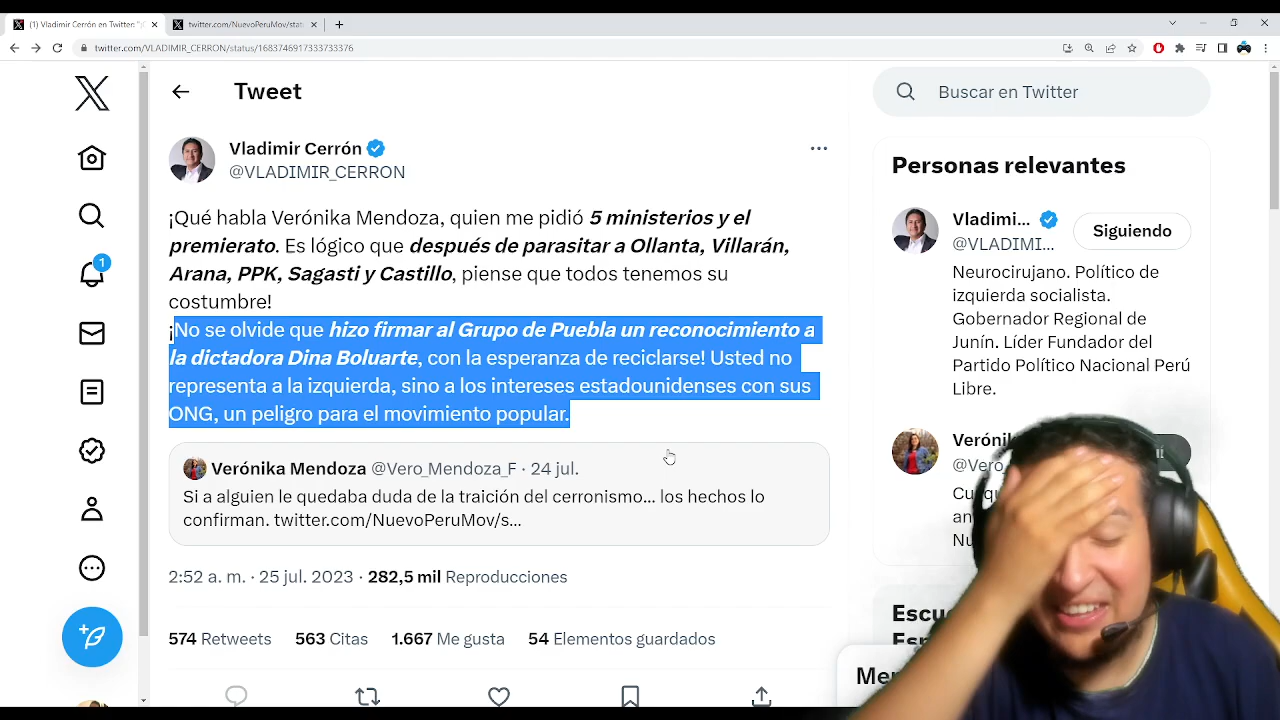 (1) Vladimir Cerrón en Twitter: "¡
twitter.com/NuevoPeruMov/stat
twitter.com/VLADIMIR_CERRON/status/1683746917333733376
Tweet
Buscar en Twitter
Vladimir Cerrón
@VLADIMIR_CERRON
¡Qué habla Verónika Mendoza, quien me pidió 5 ministerios y el
premierato. Es lógico que después de parasitar a Ollanta, Villarán,
Arana, PPK, Sagasti y Castillo, piense que todos tenemos su
costumbre!
¡No se olvide que hizo firmar al Grupo de Puebla un reconocimiento a
la dictadora Dina Boluarte, con la esperanza de reciclarse! Usted no
representa a la izquierda, sino a los intereses estadounidenses con sus
ONG, un peligro para el movimiento popular.
Verónika Mendoza @Vero_Mendoza_F · 24 jul.
Si a alguien le quedaba duda de la traición del cerronismo... los hechos lo
confirman. twitter.com/NuevoPeruMov/s...
2:52 a. m. · 25 jul. 2023 · 282,5 mil Reproducciones
574 Retweets 563 Citas 1.667 Me gusta 54 Elementos guardados
1
Personas relevantes
Vladimi...
@VLADIMI...
Siguiendo
Neurocirujano. Político de
izquierda socialista.
Gobernador Regional de
Junín. Líder Fundador del
Partido Político Nacional Perú
Libre.